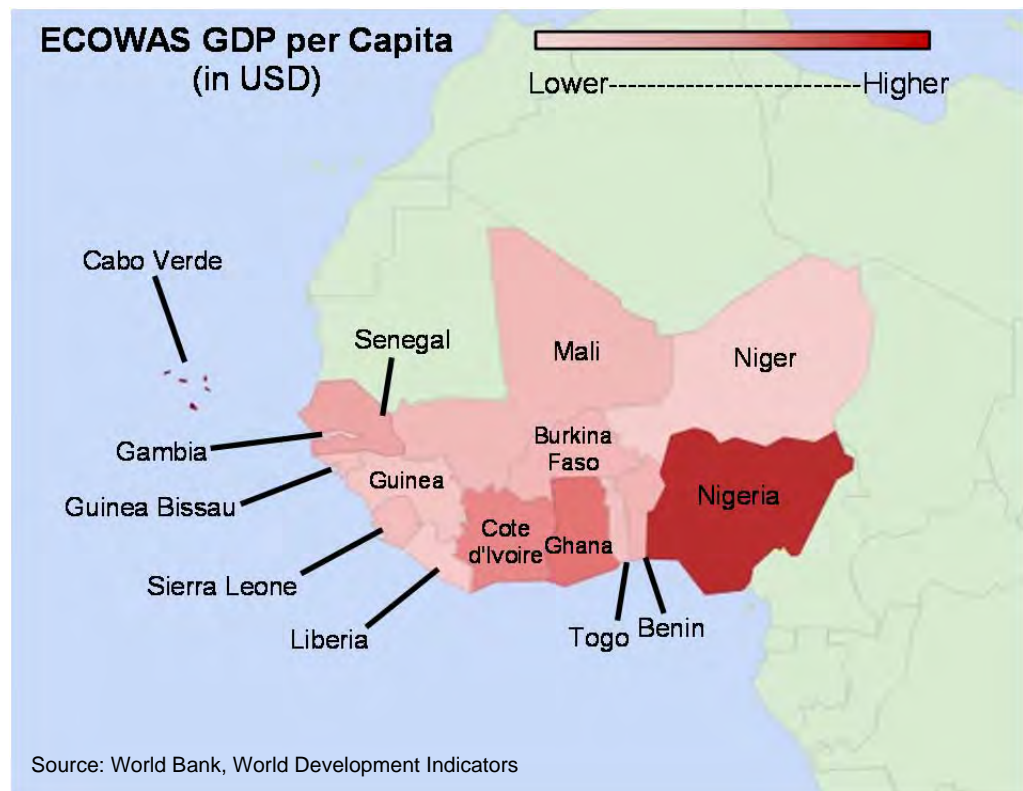 ECOWAS GDP per Capita
(in USD)
Lower--------------------------Higher
Cabo Verde
Senegal
Mali
Niger
Gambia
Burkina
Faso
Guinea
Guinea Bissau
Nigeria
Cote
d'Ivoire
Ghana
Sierra Leone
Liberia
Togo
Benin
Source: World Bank, World Development Indicators